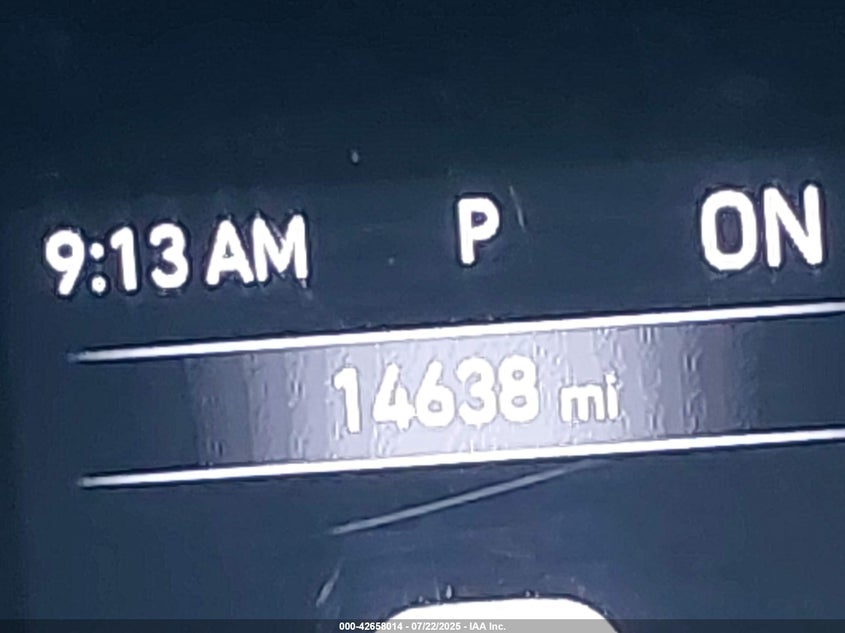 9:13 AM P ON
14638 mi
000-42658014 - 07/22/2025 - IAA Inc.